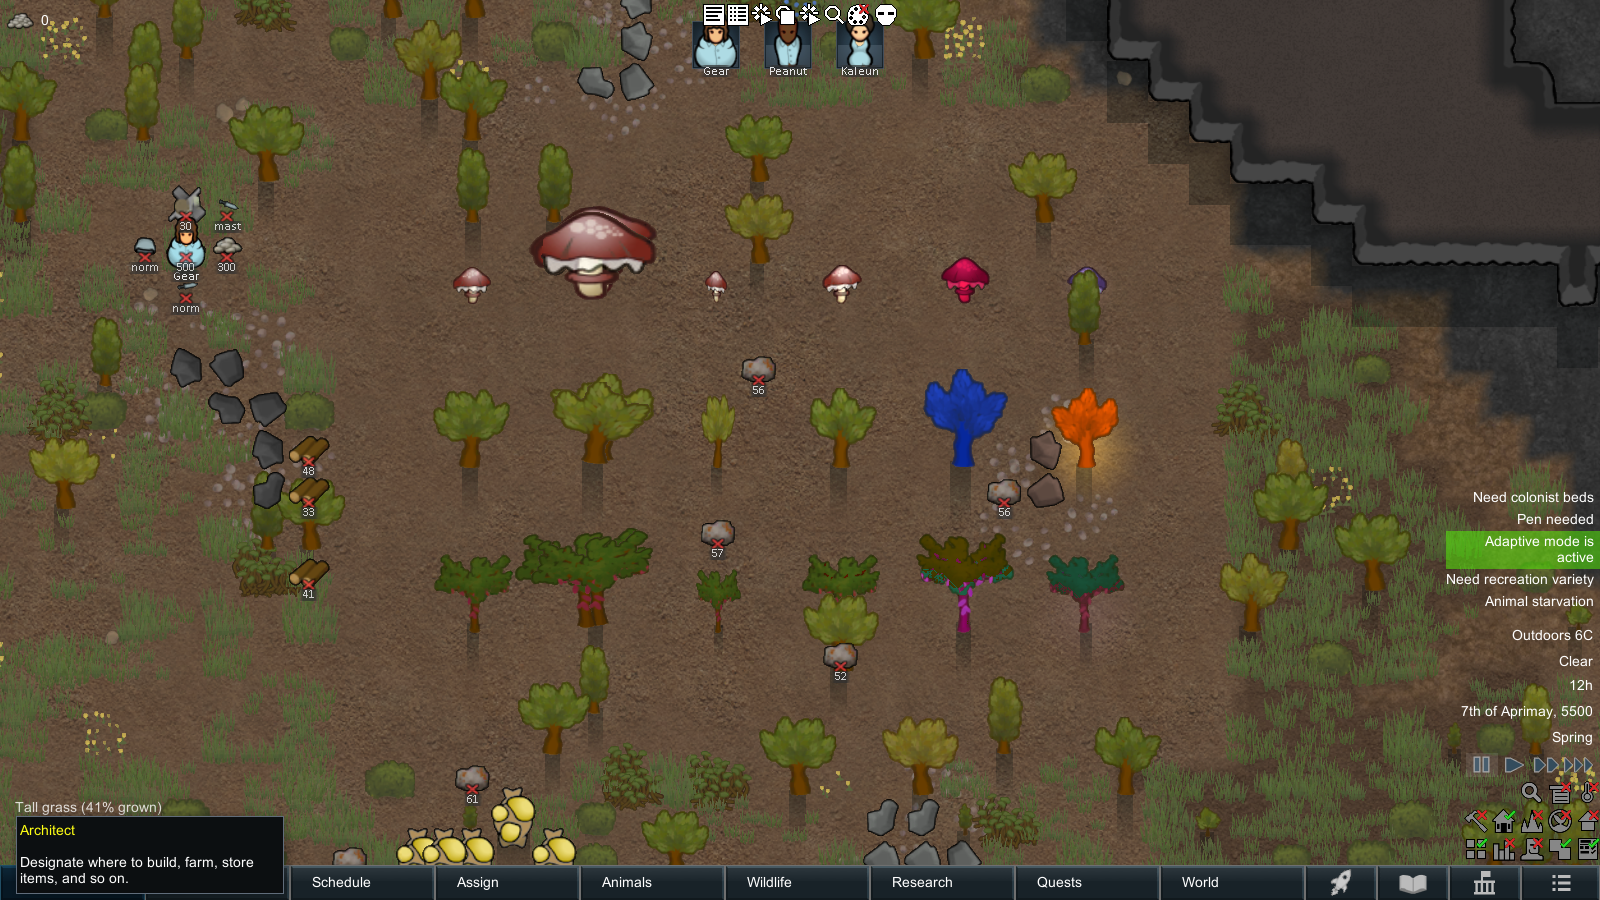 0
Gear
Peanut
Kaleun
30
mast
norm
500
300
Gear
norm
56
48
33
56
57
41
52
61
Need colonist beds
Pen needed
Adaptive mode is
active
Need recreation variety
Animal starvation
Outdoors 6C
Clear
12h
7th of Aprimay, 5500
Spring
Tall grass (41% grown)
Architect
Designate where to build, farm, store
items, and so on.
Schedule
Assign
Animals
Wildlife
Research
Quests
World